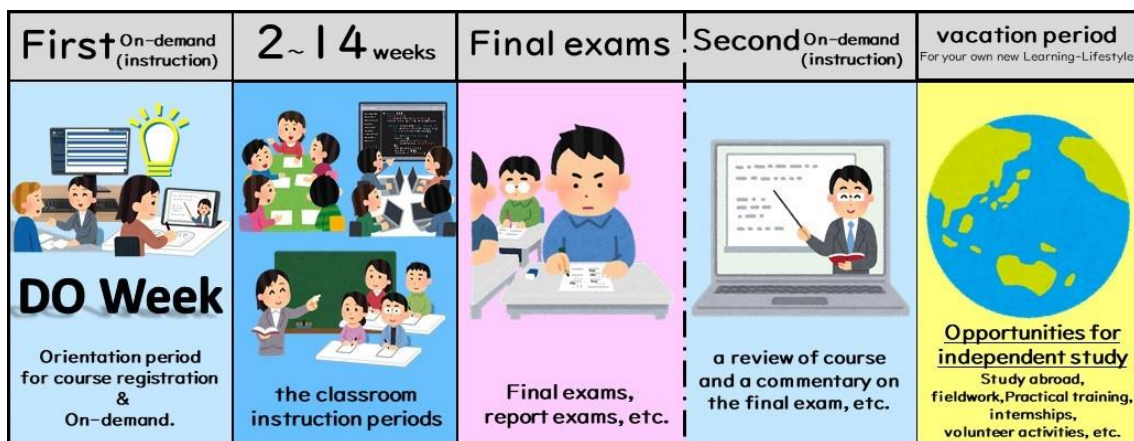 First On-demand
(instruction)
2~14 weeks
Final exams
Second On-demand
(instruction)
vacation period
For your own new Learning-Lifestyle
DO Week
Orientation period
for course registration
&
On-demand.
the classroom
instruction periods
Final exams,
report exams, etc.
a review of course
and a commentary on
the final exam, etc.
Opportunities for
independent study
Study abroad,
fieldwork,Practical training,
internships,
volunteer activities, etc.